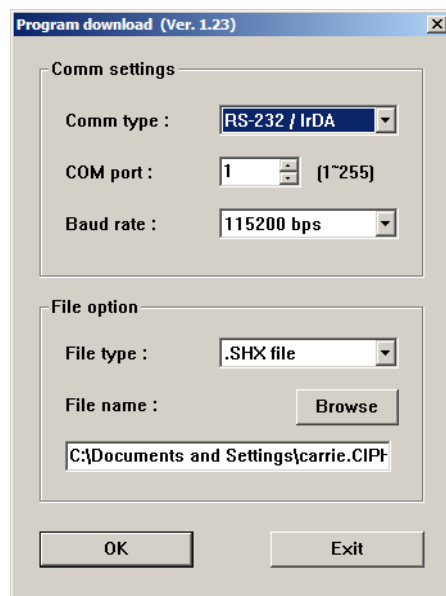 Program download (Ver. 1.23)
Comm settings
Comm type : RS-232 / IrDA
COM port : 1 (1~255)
Baud rate : 115200 bps
File option
File type : .SHX file
File name : Browse
C:\Documents and Settings\carrie.CIPH
OK Exit